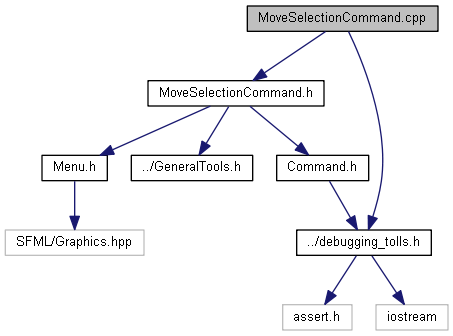 MoveSelectionCommand.cpp
MoveSelectionCommand.h
Menu.h
../GeneralTools.h
Command.h
SFML/Graphics.hpp
../debugging_tolls.h
assert.h
iostream